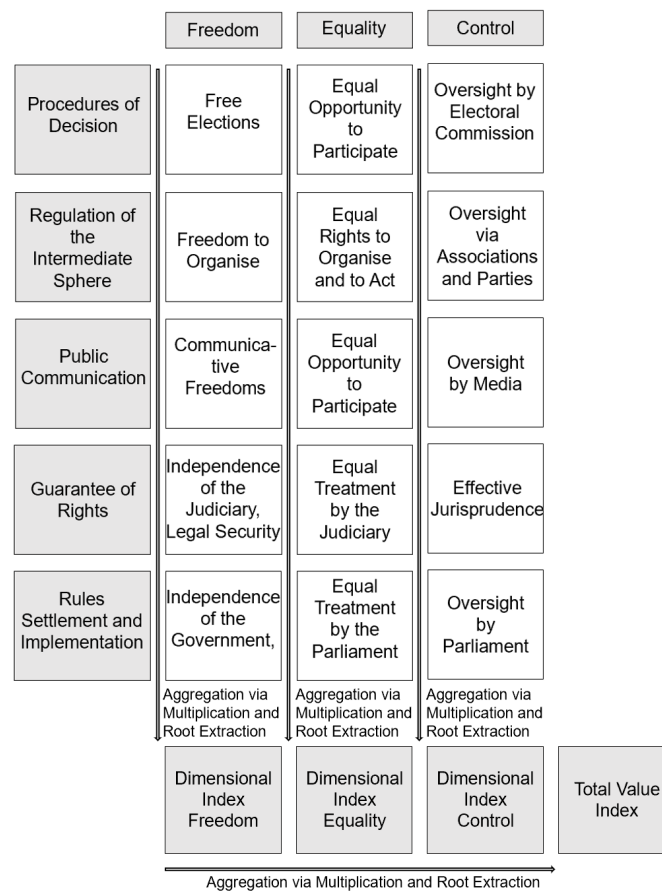 Freedom
Equality
Control
Procedures of
Decision
Free
Elections
Equal
Opportunity
to
Participate
Oversight by
Electoral
Commission
Regulation of
the
Intermediate
Sphere
Freedom to
Organise
Equal
Rights to
Organise
and to Act
Oversight
via
Associations
and Parties
Public
Communication
Communica-
tive
Freedoms
Equal
Opportunity
to
Participate
Oversight
by Media
Guarantee of
Rights
Independence
of the
Judiciary,
Legal Security
Equal
Treatment
by the
Judiciary
Effective
Jurisprudence
Rules
Settlement and
Implementation
Independence
of the
Government,
Equal
Treatment
by the
Parliament
Oversight
by
Parliament
Aggregation via
Multiplication and
Root Extraction
Aggregation via
Multiplication and
Root Extraction
Aggregation via
Multiplication and
Root Extraction
Dimensional
Index
Freedom
Dimensional
Index
Equality
Dimensional
Index
Control
Total Value
Index
Aggregation via Multiplication and Root Extraction